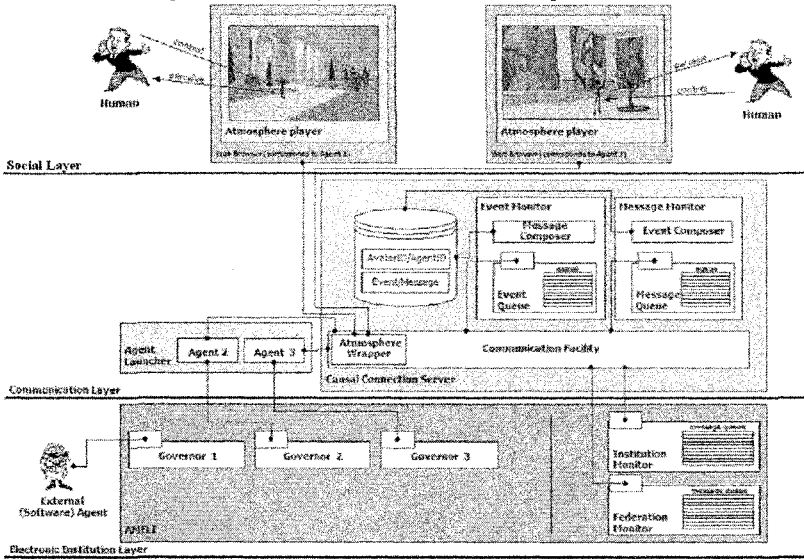 Human
Atmosphere player
Atmosphere player
Human
Social Layer
Event Monitor
Message Composer
AvatarID/AgentID
Event/Message
Event Queue
Message Monitor
Event Composer
Message Queue
Agent Launcher
Agent 2
Agent 3
Atmosphere Wrapper
Communication Facility
Causal Connection Server
Communication Layer
Governor 1
Governor 2
Governor 3
Institution Monitor
External (Software) Agent
Federation Monitor
AMELI
Electronic Institution Layer